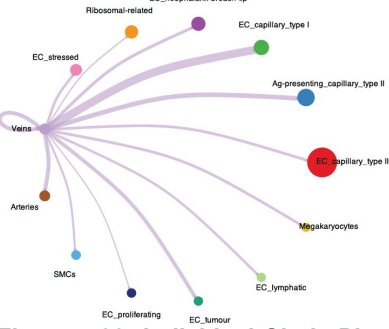 Ribosomal-related
EC_capillary_type I
EC_stressed
Ag-presenting_capillary_type II
Veins
EC_capillary_type II
Arteries
Megakaryocytes
SMCs
EC_lymphatic
EC_proliferating
EC_tumour